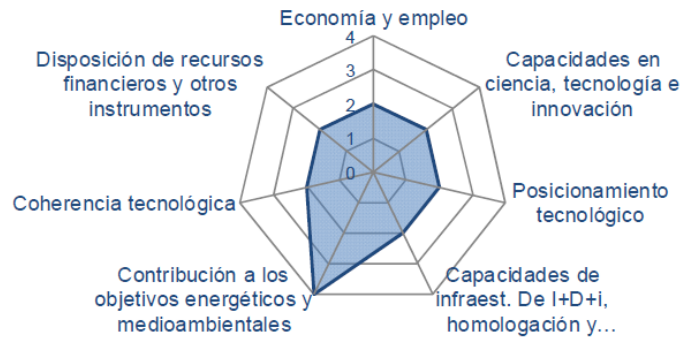 Economía y empleo
4
3
2
1
0
Capacidades en
ciencia, tecnología e
innovación
Posicionamiento
tecnológico
Capacidades de
infraest. De I+D+i,
homologación y...
Contribución a los
objetivos energéticos y
medioambientales
Coherencia tecnológica
Disposición de recursos
financieros y otros
instrumentos